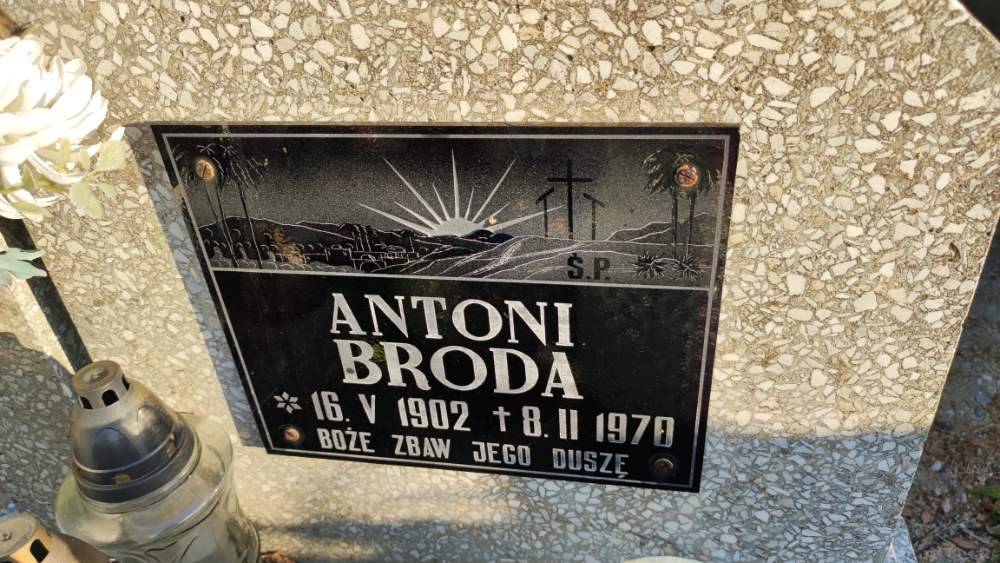 Ś.P.
ANTONI
BRODA
* 16. V 1902 † 8. II 1970
BOŻE ZBAW JEGO DUSZĘ